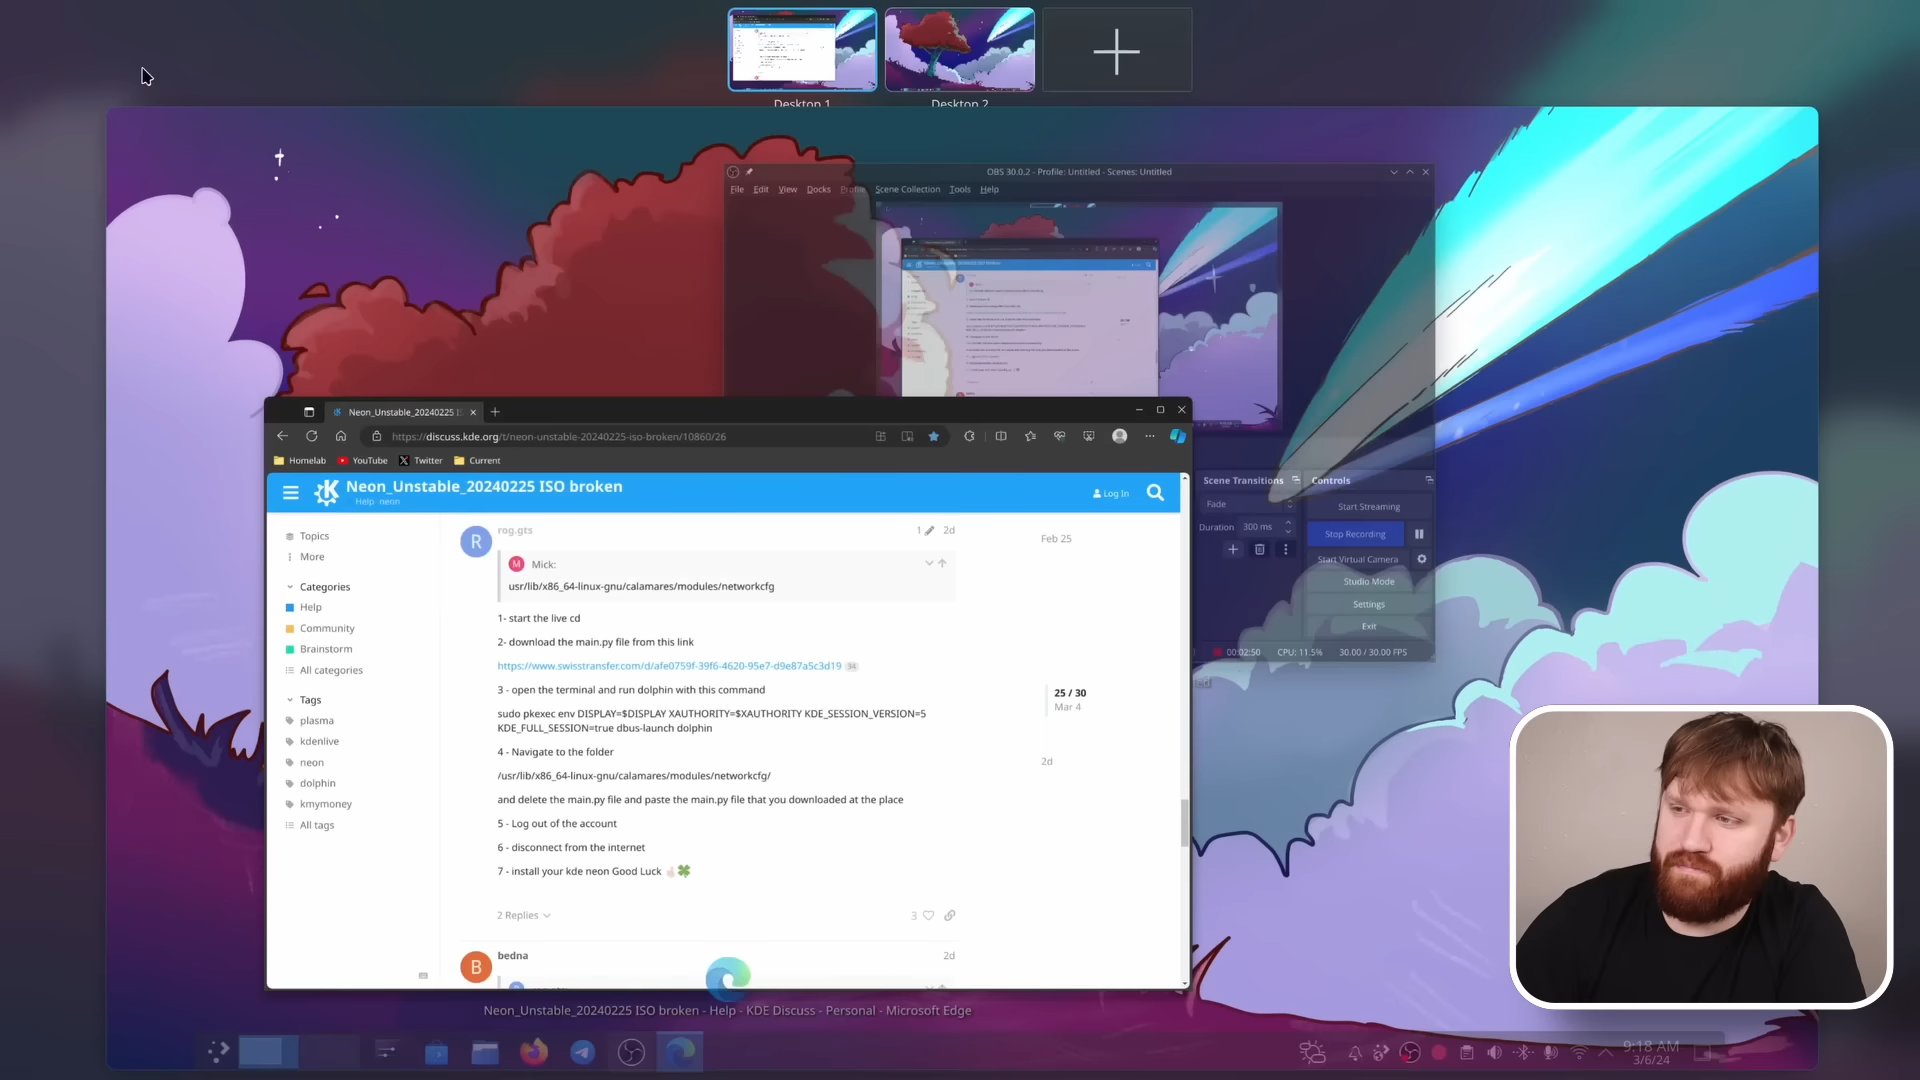 Desktop 1
Desktop 2
OBS 30.0.2 - Profile: Untitled - Scenes: Untitled
File Edit View Docks Profile Scene Collection Tools Help
Neon_Unstable_20240225 IS
https://discuss.kde.org/t/neon-unstable-20240225-iso-broken/10860/26
Homelab YouTube Twitter Current
Neon_Unstable_20240225 ISO broken
Help neon
Log In
Topics
More
Categories
Help
Community
Brainstorm
All categories
Tags
plasma
kdenlive
neon
dolphin
kmymoney
All tags
R
rog.gts
1
2d
M Mick:
usr/lib/x86_64-linux-gnu/calamares/modules/networkcfg
1- start the live cd
2- download the main.py file from this link
https://www.swisstransfer.com/d/afe0759f-39f6-4620-95e7-d9e87a5c3d19 34
3 - open the terminal and run dolphin with this command
sudo pkexec env DISPLAY=$DISPLAY XAUTHORITY=$XAUTHORITY KDE_SESSION_VERSION=5
KDE_FULL_SESSION=true dbus-launch dolphin
4 - Navigate to the folder
/usr/lib/x86_64-linux-gnu/calamares/modules/networkcfg/
and delete the main.py file and paste the main.py file that you downloaded at the place
5 - Log out of the account
6 - disconnect from the internet
7 - install your kde neon Good Luck 🤞🏻🍀
2 Replies
3
B
bedna
2d
Feb 25
25 / 30
Mar 4
2d
Scene Transitions
Fade
Duration 300 ms
Controls
Start Streaming
Stop Recording
Start Virtual Camera
Studio Mode
Settings
Exit
00:02:50 CPU: 11.5% 30.00 / 30.00 FPS
Neon_Unstable_20240225 ISO broken - Help - KDE Discuss - Personal - Microsoft Edge
9:18 AM
3/6/24